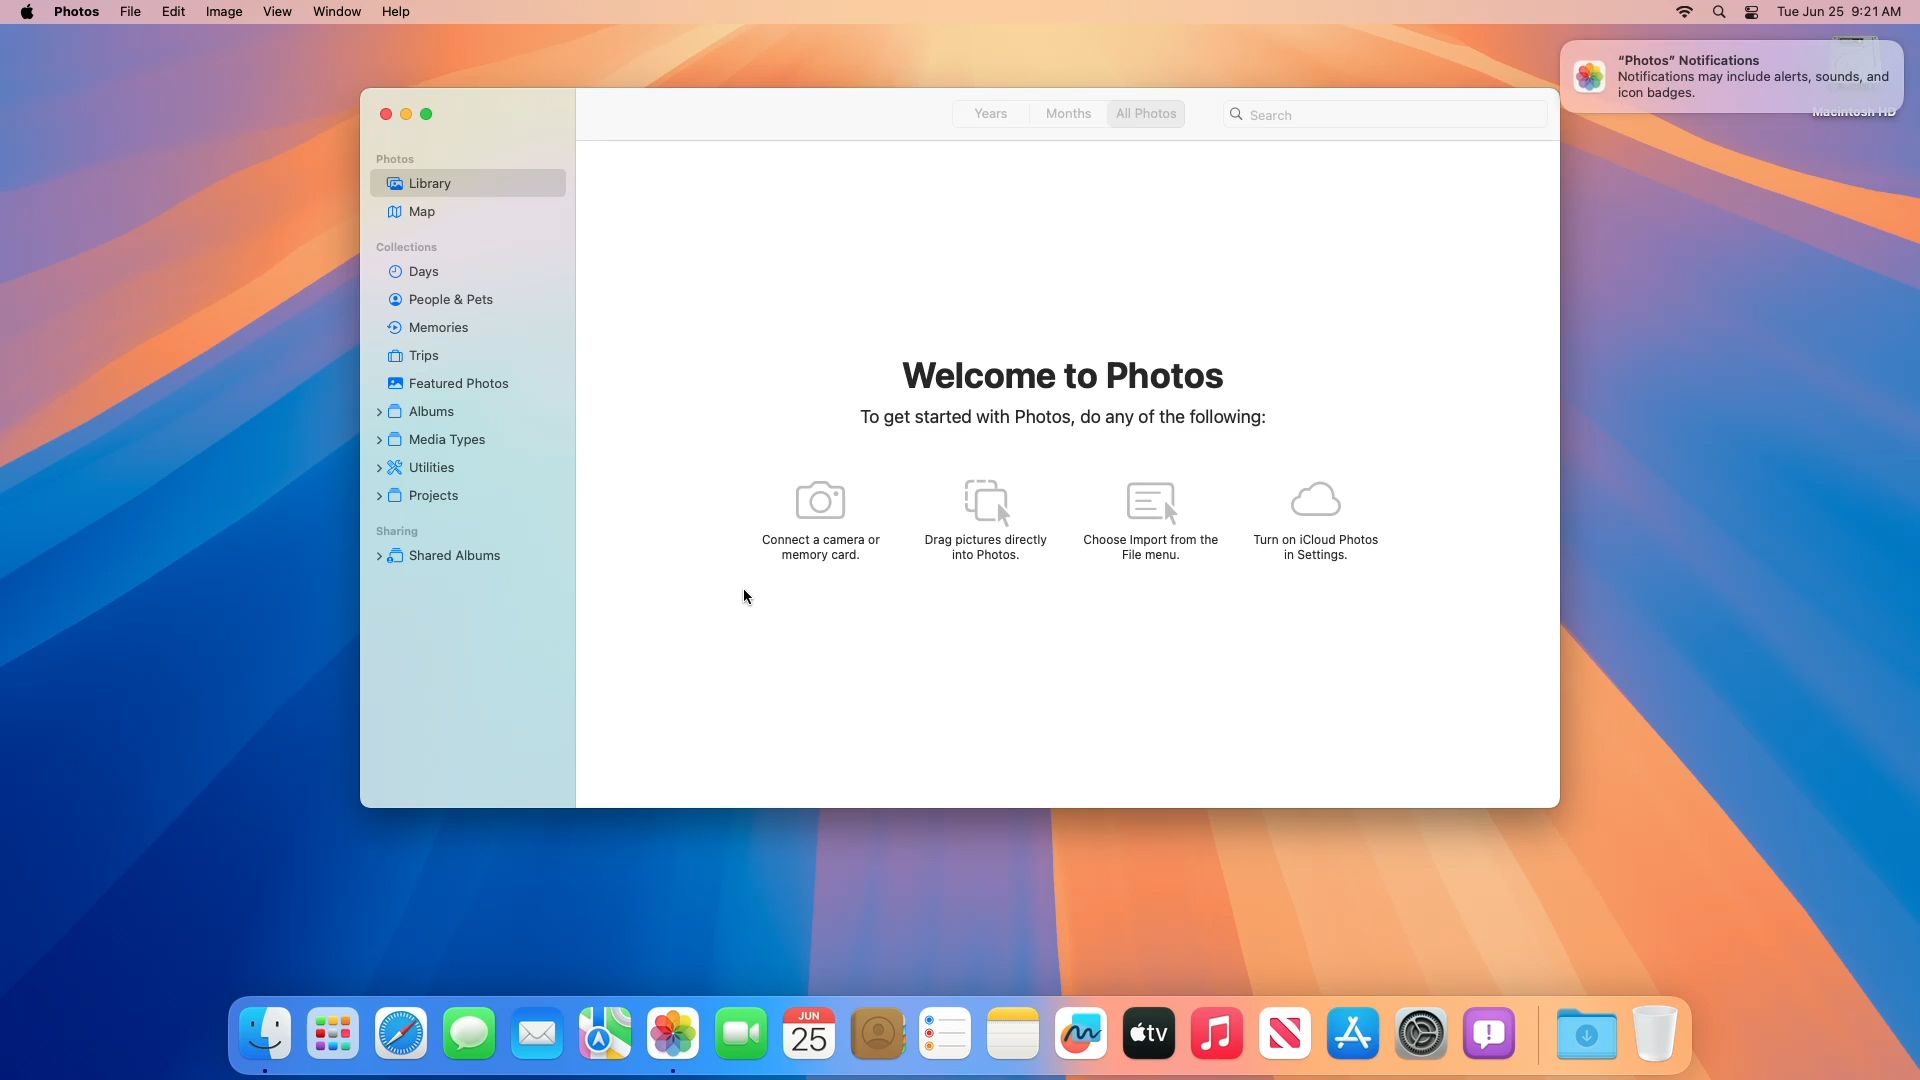 Photos File Edit Image View Window Help
Tue Jun 25 9:21 AM
"Photos" Notifications
Notifications may include alerts, sounds, and
icon badges.
Macintosh HD
Years Months All Photos Search
Photos
Library
Map
Collections
Days
People & Pets
Memories
Trips
Featured Photos
Albums
Media Types
Utilities
Projects
Sharing
Shared Albums
Welcome to Photos
To get started with Photos, do any of the following:
Connect a camera or
memory card.
Drag pictures directly
into Photos.
Choose Import from the
File menu.
Turn on iCloud Photos
in Settings.
JUN
25
tv